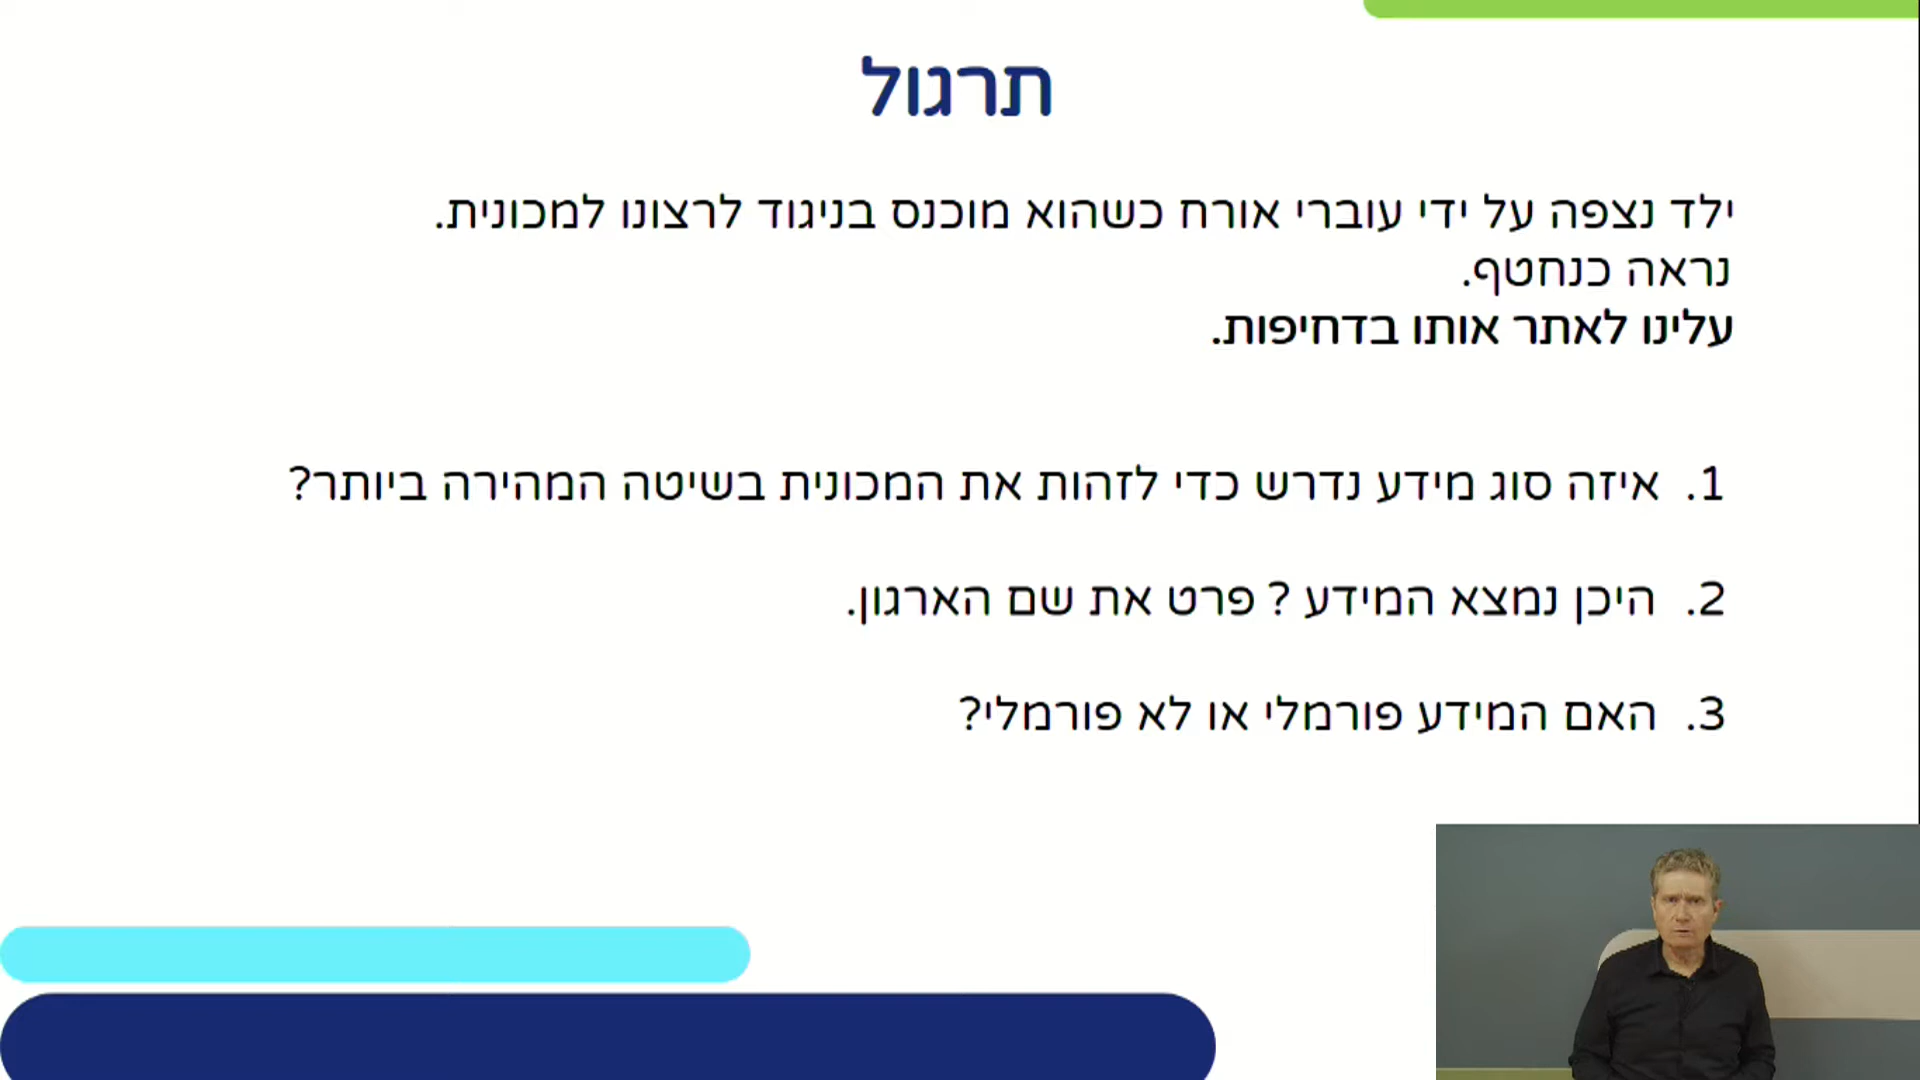 תרגול
ילד נצפה על ידי עוברי אורח כשהוא מוכנס בניגוד לרצונו למכונית.
נראה כנחטף.
עלינו לאתר אותו בדחיפות.
1. איזה סוג מידע נדרש כדי לזהות את המכונית בשיטה המהירה ביותר?
2. היכן נמצא המידע ? פרט את שם הארגון.
3. האם המידע פורמלי או לא פורמלי?